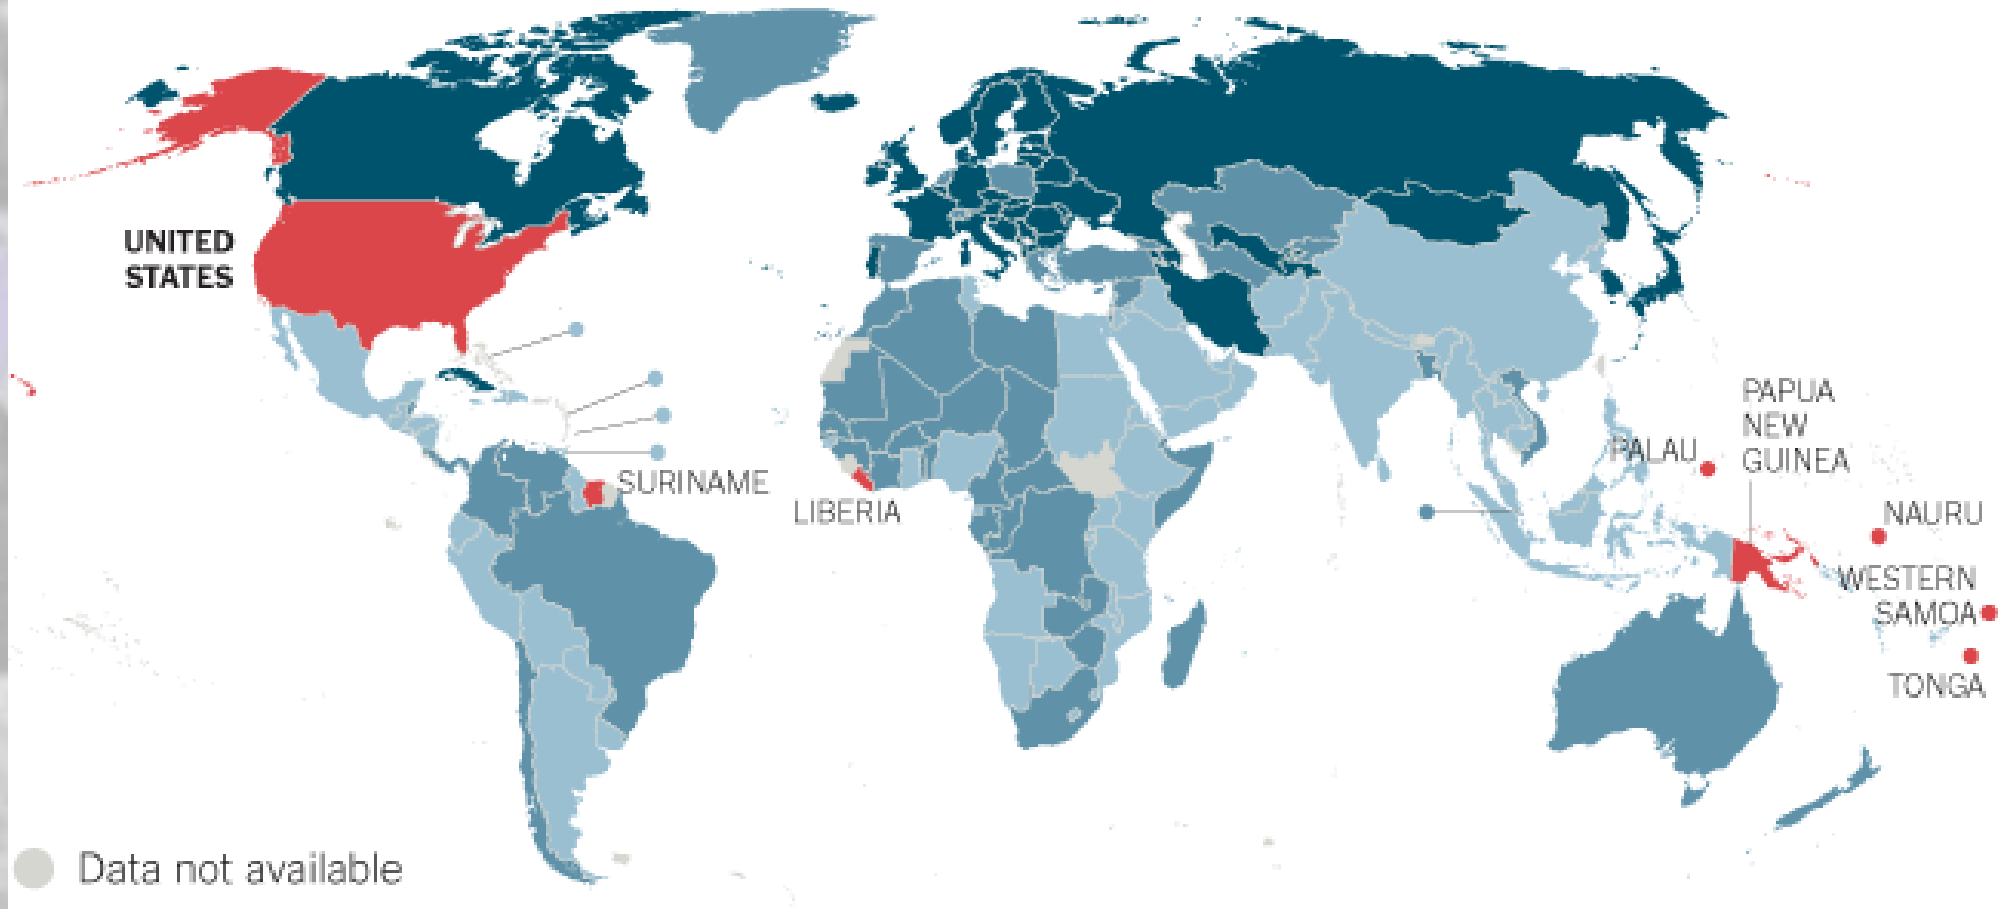 UNITED
STATES
SURINAME
LIBERIA
PALAU
PAPUA
NEW
GUINEA
NAURU
WESTERN
SAMOA
TONGA
Data not available